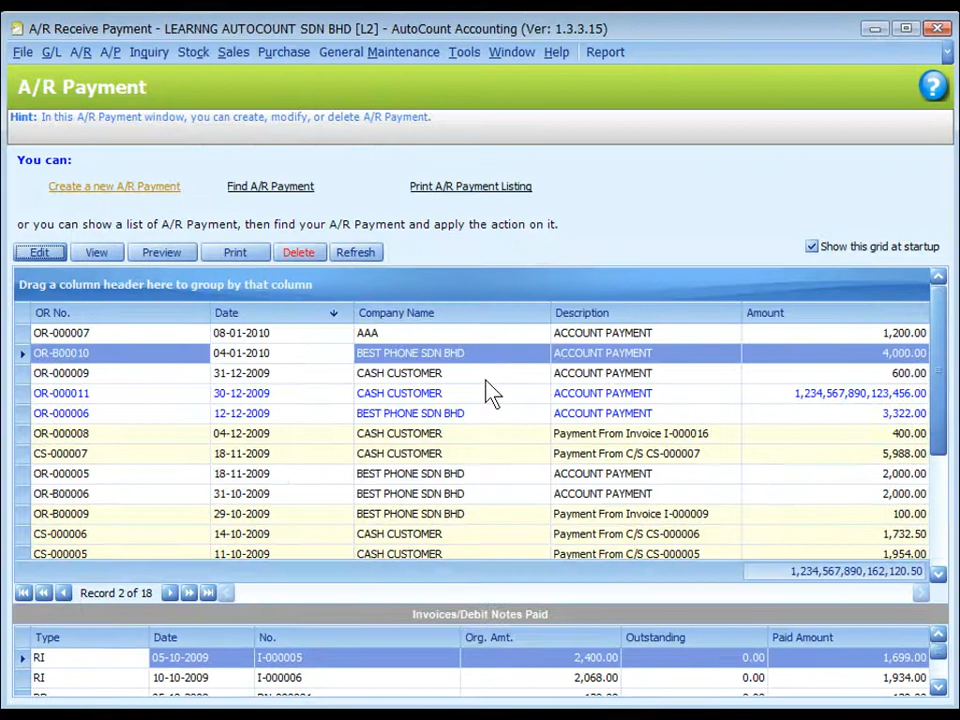 A/R Receive Payment - LEARNNG AUTOCOUNT SDN BHD [L2] - AutoCount Accounting (Ver: 1.3.3.15)
File G/L A/R A/P Inquiry Stock Sales Purchase General Maintenance Tools Window Help Report
A/R Payment
?
Hint: In this A/R Payment window, you can create, modify, or delete A/R Payment.
You can:
Create a new A/R Payment Find A/R Payment Print A/R Payment Listing
or you can show a list of A/R Payment, then find your A/R Payment and apply the action on it.
Edit View Preview Print Delete Refresh Show this grid at startup
Drag a column header here to group by that column
OR No. Date Company Name Description Amount
OR-000007 08-01-2010 AAA ACCOUNT PAYMENT 1,200.00
OR-B00010 04-01-2010 BEST PHONE SDN BHD ACCOUNT PAYMENT 4,000.00
OR-000009 31-12-2009 CASH CUSTOMER ACCOUNT PAYMENT 600.00
OR-000011 30-12-2009 CASH CUSTOMER ACCOUNT PAYMENT 1,234,567,890,123,456.00
OR-000006 12-12-2009 BEST PHONE SDN BHD ACCOUNT PAYMENT 3,322.00
OR-000008 04-12-2009 CASH CUSTOMER Payment From Invoice I-000016 400.00
CS-000007 18-11-2009 CASH CUSTOMER Payment From C/S CS-000007 5,988.00
OR-000005 18-11-2009 BEST PHONE SDN BHD ACCOUNT PAYMENT 2,000.00
OR-B00006 31-10-2009 BEST PHONE SDN BHD ACCOUNT PAYMENT 2,000.00
OR-B00009 29-10-2009 BEST PHONE SDN BHD Payment From Invoice I-000009 100.00
CS-000006 14-10-2009 CASH CUSTOMER Payment From C/S CS-000006 1,732.50
CS-000005 11-10-2009 CASH CUSTOMER Payment From C/S CS-000005 1,954.00
1,234,567,890,162,120.50
Record 2 of 18
Invoices/Debit Notes Paid
Type Date No. Org. Amt. Outstanding Paid Amount
RI 05-10-2009 I-000005 2,400.00 0.00 1,699.00
RI 10-10-2009 I-000006 2,068.00 0.00 1,934.00